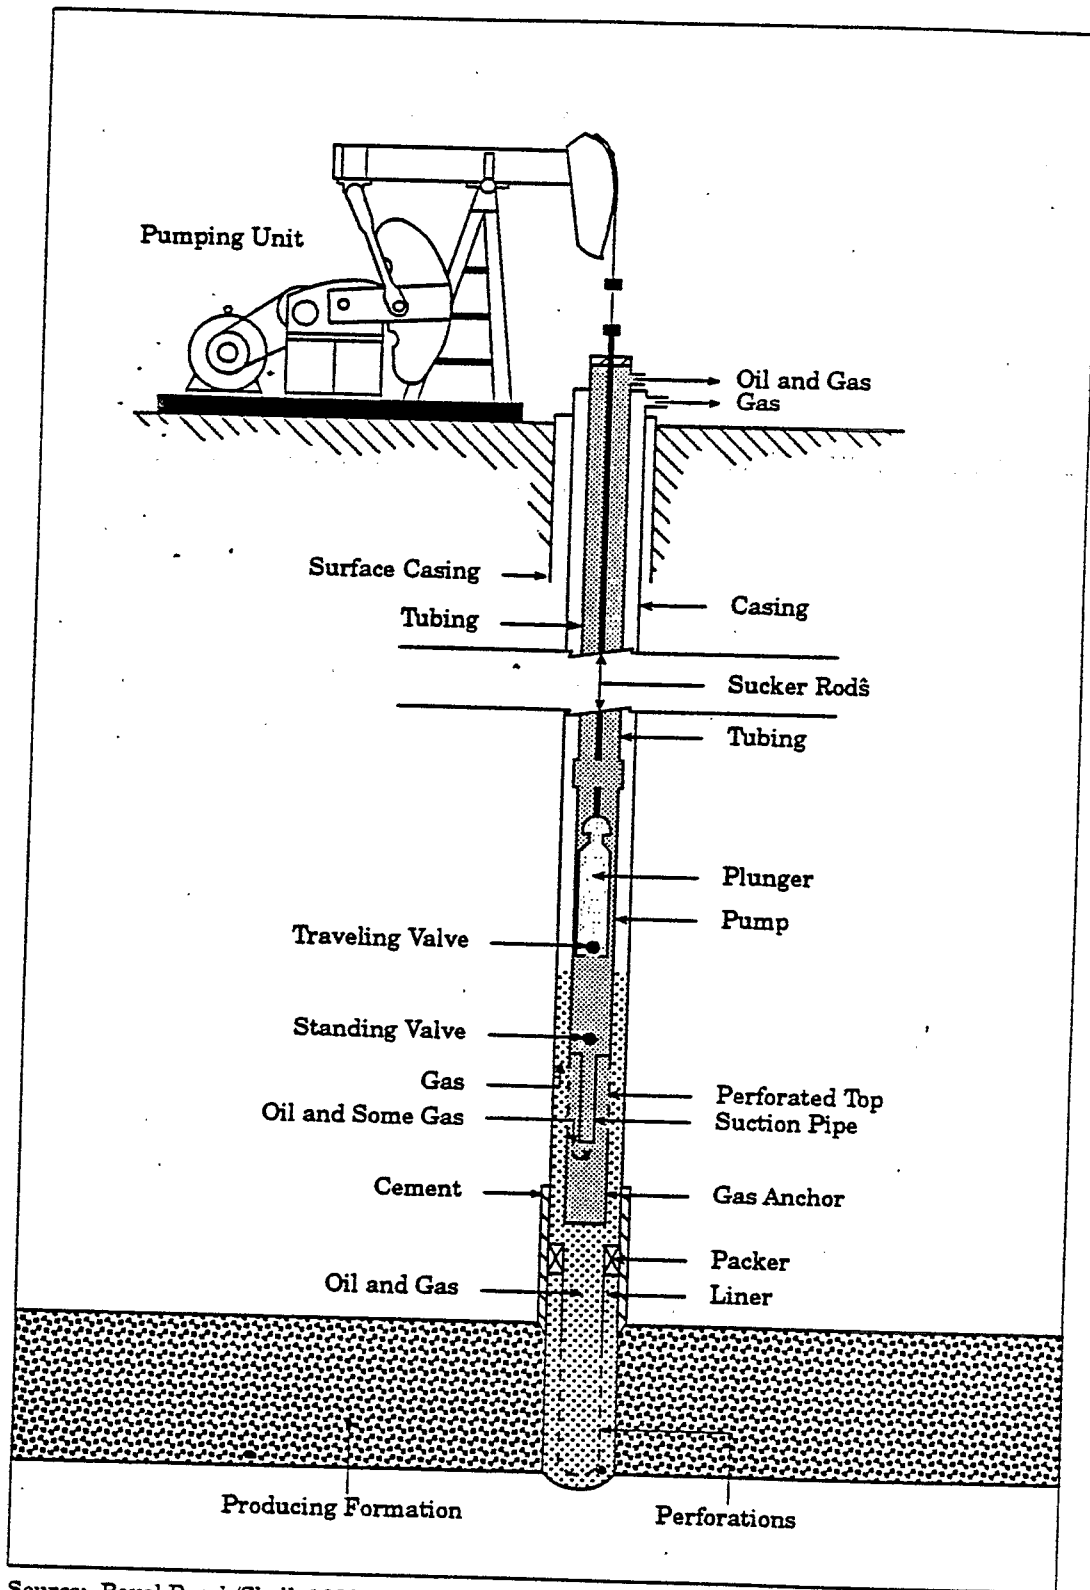 Pumping Unit
Oil and Gas
Gas
Surface Casing
Casing
Tubing
Sucker Rods
Tubing
Plunger
Pump
Traveling Valve
Standing Valve
Gas
Perforated Top
Oil and Some Gas
Suction Pipe
Cement
Gas Anchor
Packer
Oil and Gas
Liner
Producing Formation
Perforations
Source: Royal